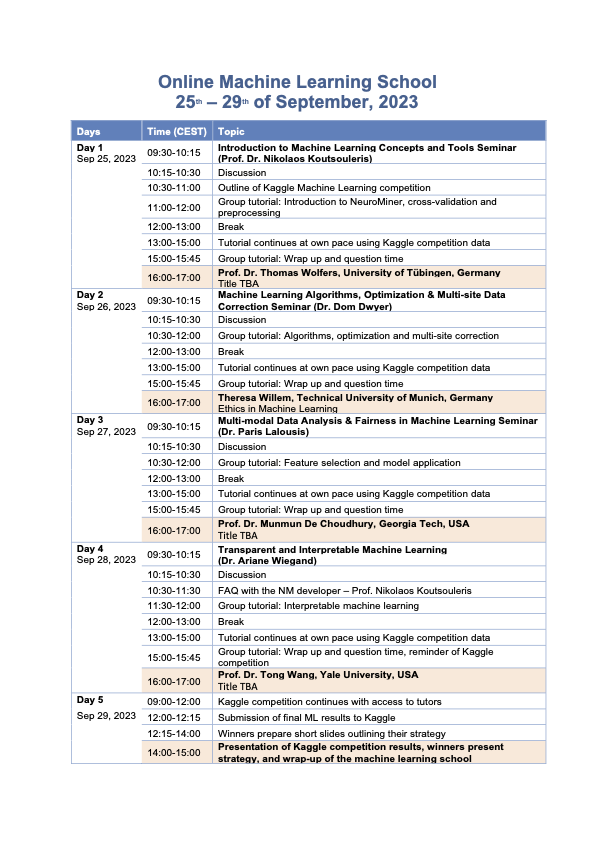 Online Machine Learning School
25th – 29th of September, 2023
Days Time (CEST) Topic
Day 1
Sep 25, 2023
09:30-10:15 Introduction to Machine Learning Concepts and Tools Seminar
(Prof. Dr. Nikolaos Koutsouleris)
10:15-10:30 Discussion
10:30-11:00 Outline of Kaggle Machine Learning competition
11:00-12:00 Group tutorial: Introduction to NeuroMiner, cross-validation and
preprocessing
12:00-13:00 Break
13:00-15:00 Tutorial continues at own pace using Kaggle competition data
15:00-15:45 Group tutorial: Wrap up and question time
16:00-17:00 Prof. Dr. Thomas Wolfers, University of Tübingen, Germany
Title TBA
Day 2
Sep 26, 2023
09:30-10:15 Machine Learning Algorithms, Optimization & Multi-site Data
Correction Seminar (Dr. Dom Dwyer)
10:15-10:30 Discussion
10:30-12:00 Group tutorial: Algorithms, optimization and multi-site correction
12:00-13:00 Break
13:00-15:00 Tutorial continues at own pace using Kaggle competition data
15:00-15:45 Group tutorial: Wrap up and question time
16:00-17:00 Theresa Willem, Technical University of Munich, Germany
Ethics in Machine Learning
Day 3
Sep 27, 2023
09:30-10:15 Multi-modal Data Analysis & Fairness in Machine Learning Seminar
(Dr. Paris Lalousis)
10:15-10:30 Discussion
10:30-12:00 Group tutorial: Feature selection and model application
12:00-13:00 Break
13:00-15:00 Tutorial continues at own pace using Kaggle competition data
15:00-15:45 Group tutorial: Wrap up and question time
16:00-17:00 Prof. Dr. Munmun De Choudhury, Georgia Tech, USA
Title TBA
Day 4
Sep 28, 2023
09:30-10:15 Transparent and Interpretable Machine Learning
(Dr. Ariane Wiegand)
10:15-10:30 Discussion
10:30-11:30 FAQ with the NM developer – Prof. Nikolaos Koutsouleris
11:30-12:00 Group tutorial: Interpretable machine learning
12:00-13:00 Break
13:00-15:00 Tutorial continues at own pace using Kaggle competition data
15:00-15:45 Group tutorial: Wrap up and question time, reminder of Kaggle
competition
16:00-17:00 Prof. Dr. Tong Wang, Yale University, USA
Title TBA
Day 5
Sep 29, 2023
09:00-12:00 Kaggle competition continues with access to tutors
12:00-12:15 Submission of final ML results to Kaggle
12:15-14:00 Winners prepare short slides outlining their strategy
14:00-15:00 Presentation of Kaggle competition results, winners present
strategy, and wrap-up of the machine learning school